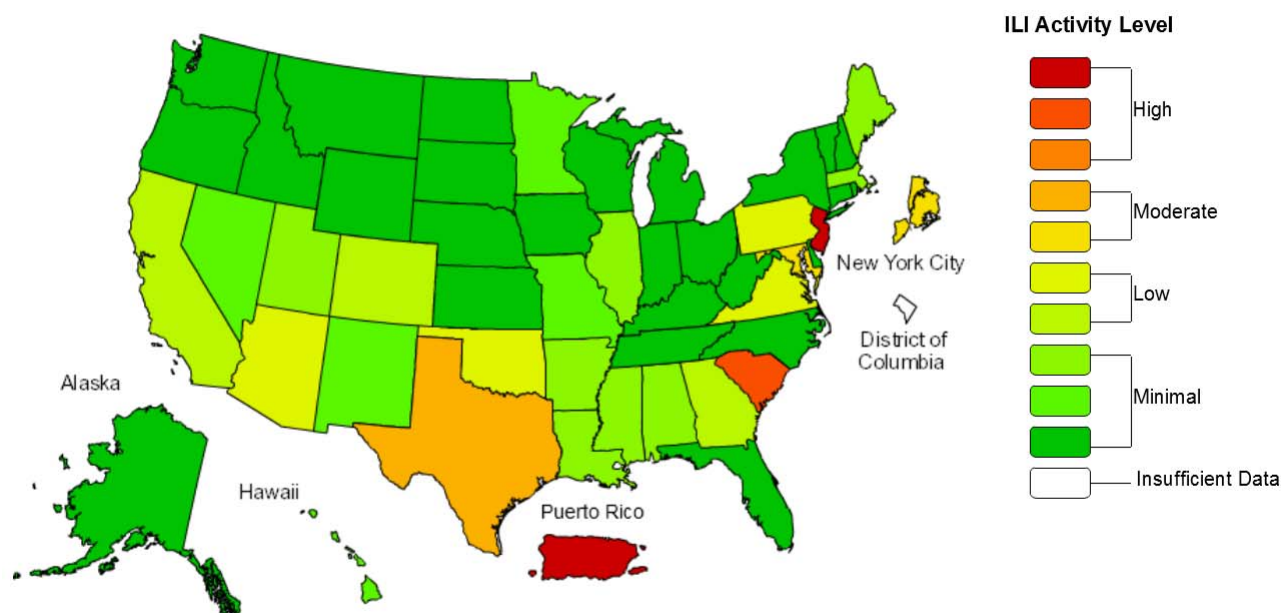 ILI Activity Level
High
Moderate
Low
Minimal
Insufficient Data
New York City
District of
Columbia
Alaska
Hawaii
Puerto Rico